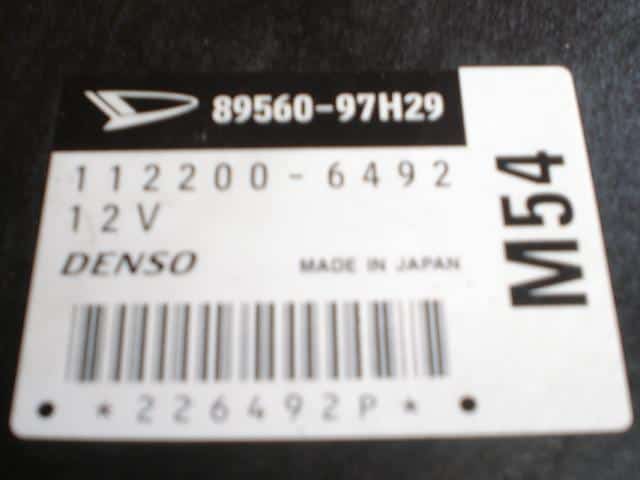 89560-97H29
112200-6492
12V
DENSO MADE IN JAPAN
*226492P*
M54